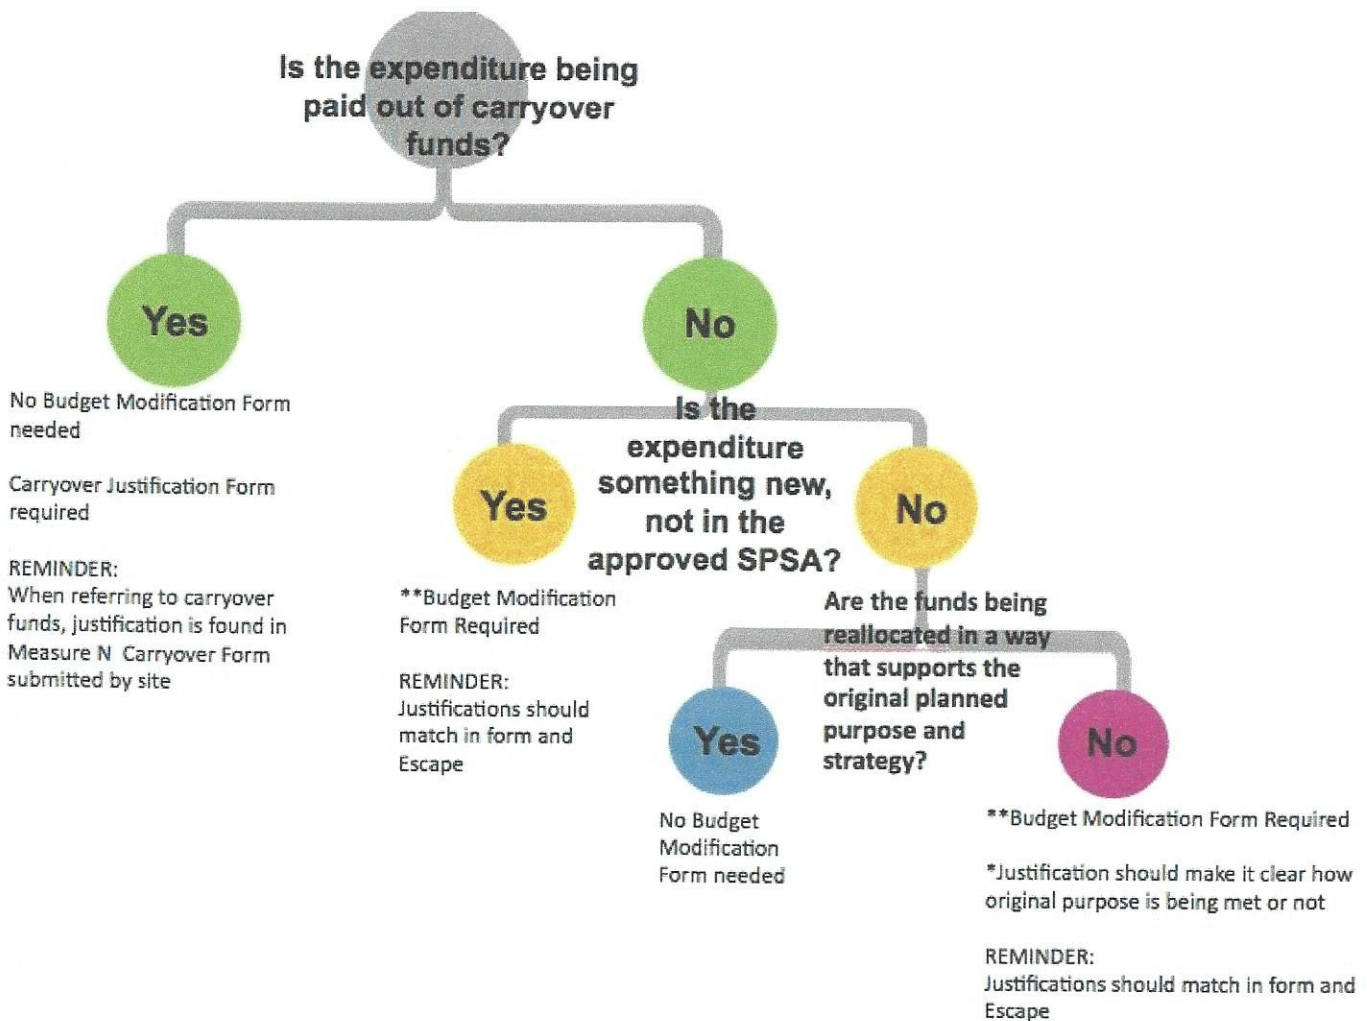 Is the expenditure being
paid out of carryover
funds?
Yes
No
No Budget Modification Form
needed
Carryover Justification Form
required
REMINDER:
When referring to carryover
funds, justification is found in
Measure N Carryover Form
submitted by site
Is the
expenditure
something new,
not in the
approved SPSA?
Yes
No
**Budget Modification
Form Required
REMINDER:
Justifications should
match in form and
Escape
Are the funds being
reallocated in a way
that supports the
original planned
purpose and
strategy?
Yes
No
No Budget
Modification
Form needed
**Budget Modification Form Required
*Justification should make it clear how
original purpose is being met or not
REMINDER:
Justifications should match in form and
Escape